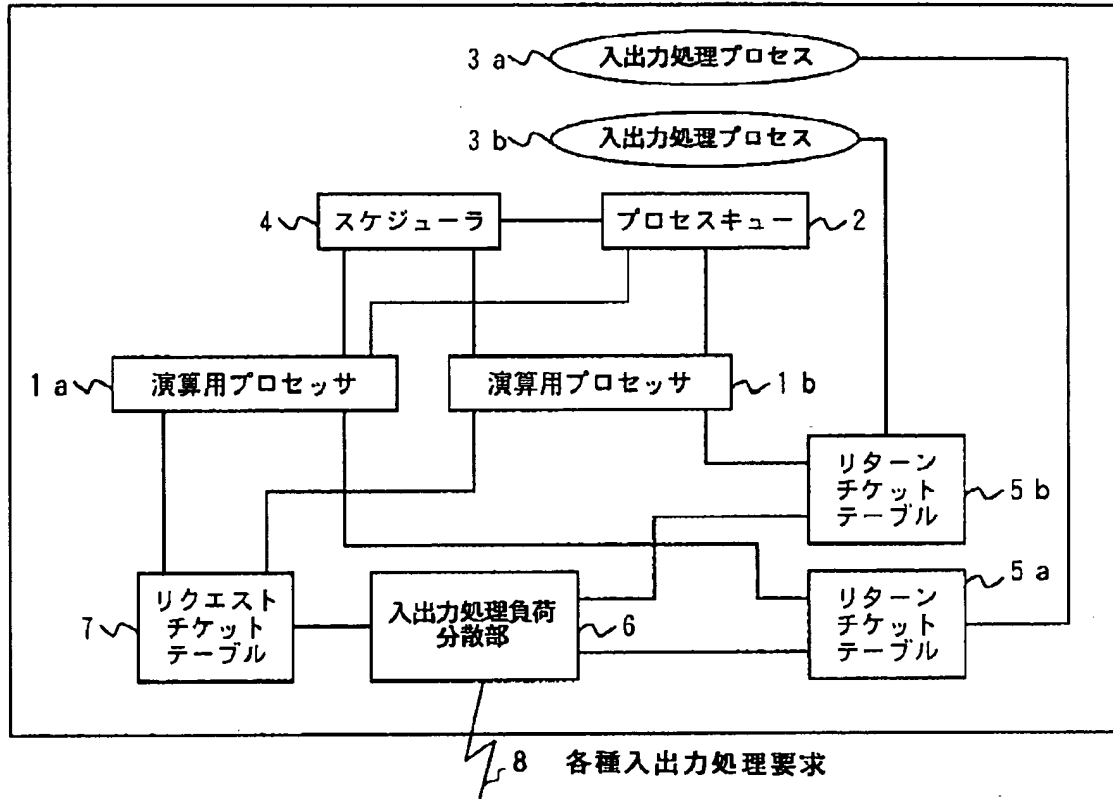 3a 入出力処理プロセス
3b 入出力処理プロセス
4 スケジューラ
プロセスキュー 2
1a 演算用プロセッサ
演算用プロセッサ 1b
リターン
チケット
テーブル
5b
5a
リクエスト
チケット
テーブル
7
入出力処理負荷
分散部
6
リターン
チケット
テーブル
8 各種入出力処理要求